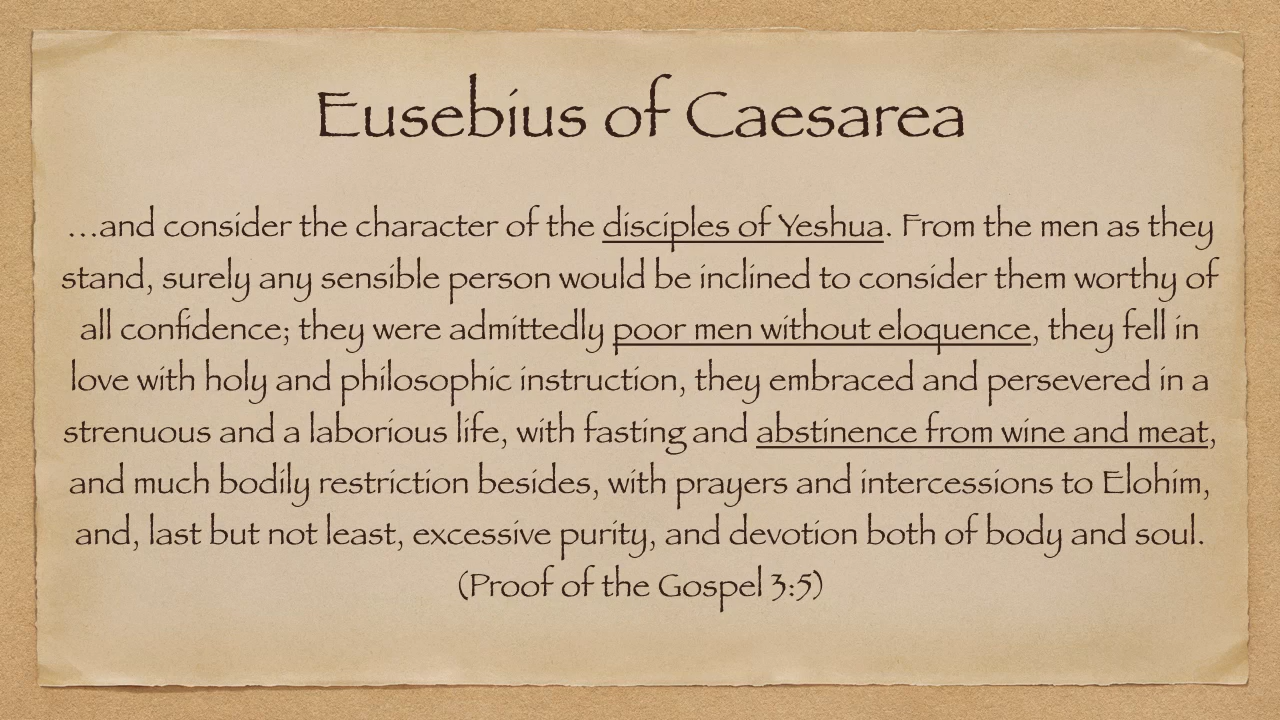 Eusebius of Caesarea
...and consider the character of the disciples of Yeshua. From the men as they
stand, surely any sensible person would be inclined to consider them worthy of
all confidence; they were admittedly poor men without eloquence, they fell in
love with holy and philosophic instruction, they embraced and persevered in a
strenuous and a laborious life, with fasting and abstinence from wine and meat,
and much bodily restriction besides, with prayers and intercessions to Elohim,
and, last but not least, excessive purity, and devotion both of body and soul.
(Proof of the Gospel 3:5)